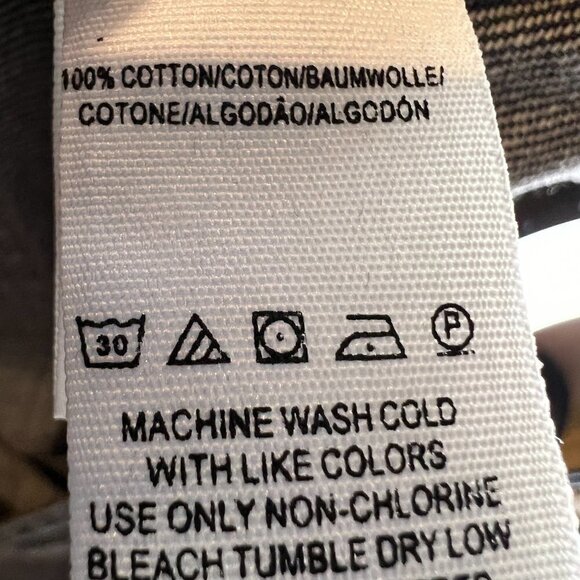 100% COTTON/COTON/BAUMWOLLE/
COTONE/ALGODÃO/ALGODÓN
30 P
MACHINE WASH COLD
WITH LIKE COLORS
USE ONLY NON-CHLORINE
BLEACH TUMBLE DRY LOW